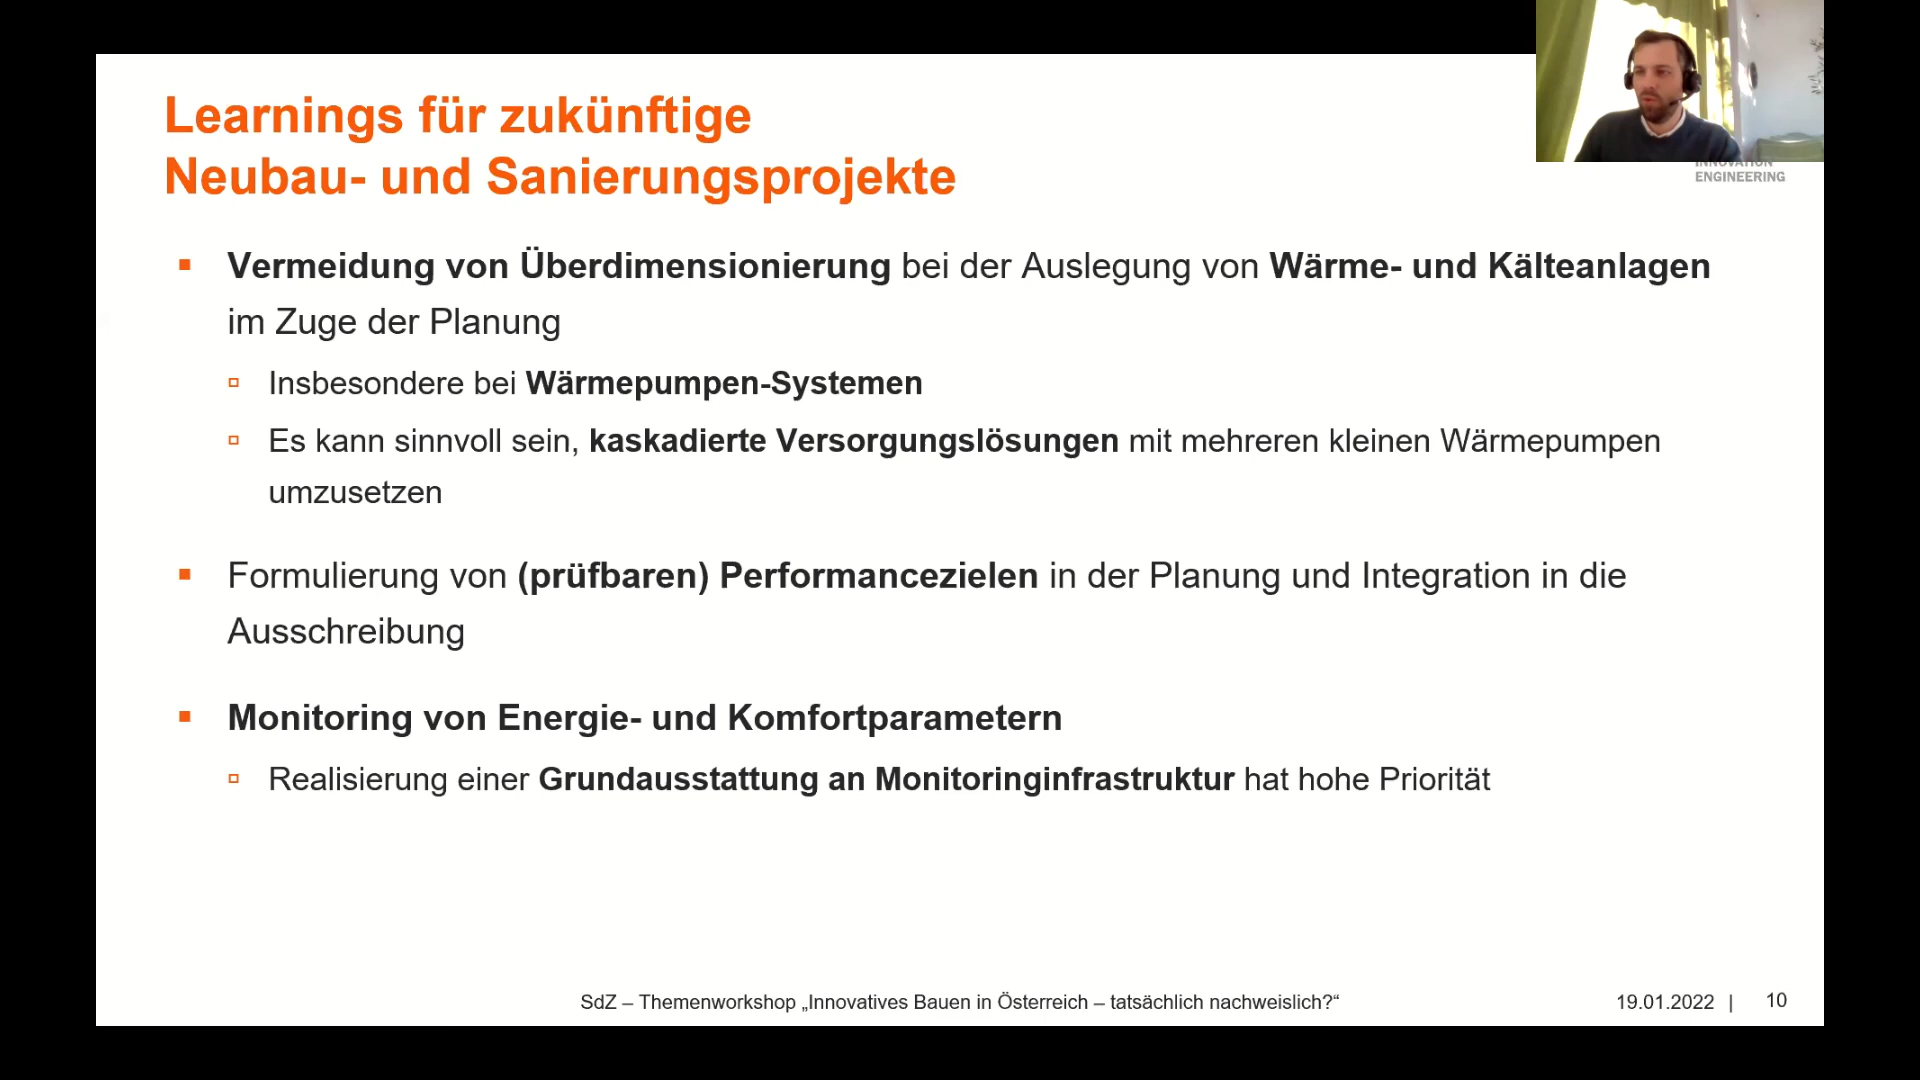 Learnings für zukünftige
Neubau- und Sanierungsprojekte
INNOVATION
ENGINEERING
Vermeidung von Überdimensionierung bei der Auslegung von Wärme- und Kälteanlagen
im Zuge der Planung
Insbesondere bei Wärmepumpen-Systemen
Es kann sinnvoll sein, kaskadierte Versorgungslösungen mit mehreren kleinen Wärmepumpen
umzusetzen
Formulierung von (prüfbaren) Performancezielen in der Planung und Integration in die
Ausschreibung
Monitoring von Energie- und Komfortparametern
Realisierung einer Grundausstattung an Monitoringinfrastruktur hat hohe Priorität
SdZ – Themenworkshop „Innovatives Bauen in Österreich – tatsächlich nachweislich?“
19.01.2022 | 10